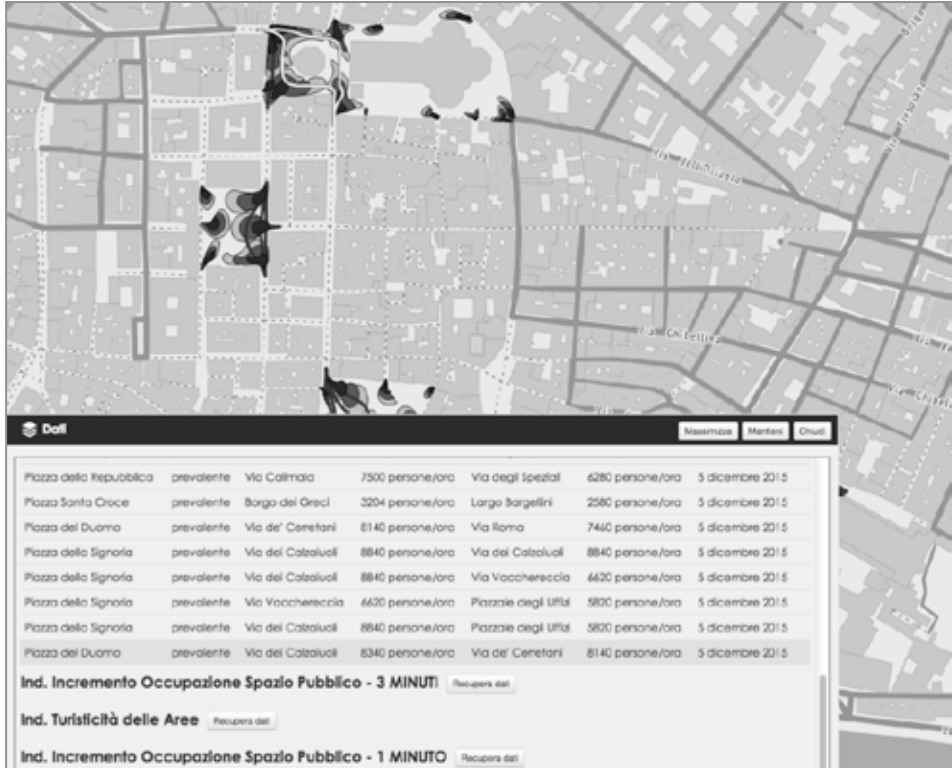 Via dell'Oriuolo
Via Ghibellina
Dati
Massimizza Mantieni Chiudi
Piazza della Repubblica prevalente Via Calimala 7500 persone/ora Via degli Speziali 6280 persone/ora 5 dicembre 2015
Piazza Santa Croce prevalente Borgo dei Greci 3204 persone/ora Largo Bargellini 2580 persone/ora 5 dicembre 2015
Piazza del Duomo prevalente Via de' Cerretani 8140 persone/ora Via Roma 7460 persone/ora 5 dicembre 2015
Piazza della Signoria prevalente Via dei Calzaiuoli 8840 persone/ora Via dei Calzaiuoli 8840 persone/ora 5 dicembre 2015
Piazza della Signoria prevalente Via dei Calzaiuoli 8840 persone/ora Via Vacchereccia 6620 persone/ora 5 dicembre 2015
Piazza della Signoria prevalente Via Vacchereccia 6620 persone/ora Piazzale degli Uffizi 5820 persone/ora 5 dicembre 2015
Piazza della Signoria prevalente Via dei Calzaiuoli 8840 persone/ora Piazzale degli Uffizi 5820 persone/ora 5 dicembre 2015
Piazza del Duomo prevalente Via dei Calzaiuoli 8340 persone/ora Via de' Cerretani 8140 persone/ora 5 dicembre 2015
Ind. Incremento Occupazione Spazio Pubblico - 3 MINUTI Recupera dati
Ind. Turisticità delle Aree Recupera dati
Ind. Incremento Occupazione Spazio Pubblico - 1 MINUTO Recupera dati